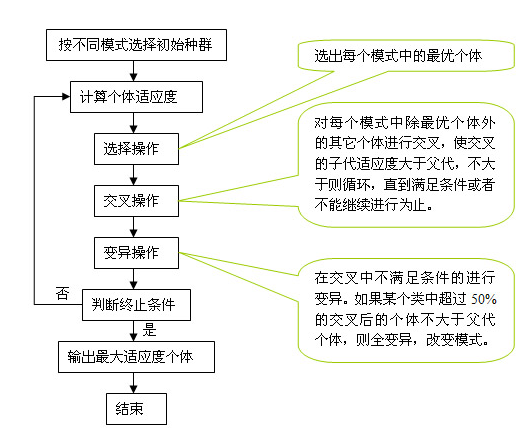 按不同模式选择初始种群
选出每个模式中的最优个体
计算个体适应度
选择操作
对每个模式中除最优个体外
的其它个体进行交叉，使交叉
的子代适应度大于父代，不大
于则循环，直到满足条件或者
不能继续进行为止。
交叉操作
变异操作
在交叉中不满足条件的进行
变异。如果某个类中超过 50%
的交叉后的个体不大于父代
个体，则全变异，改变模式。
否
判断终止条件
是
输出最大适应度个体
结束